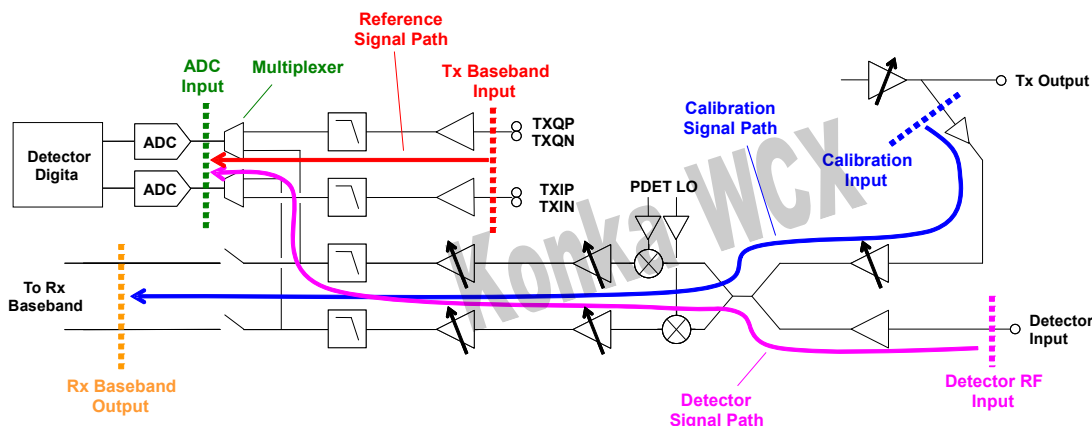 Reference
Signal Path
ADC
Input
Multiplexer
Tx Baseband
Input
Tx Output
TXQP
TXQN
Calibration
Signal Path
ADC
Detector
Digita
Calibration
Input
ADC
TXIP
TXIN
PDET LO
Konka WCX
To Rx
Baseband
Detector
Input
Rx Baseband
Output
Detector
Signal Path
Detector RF
Input